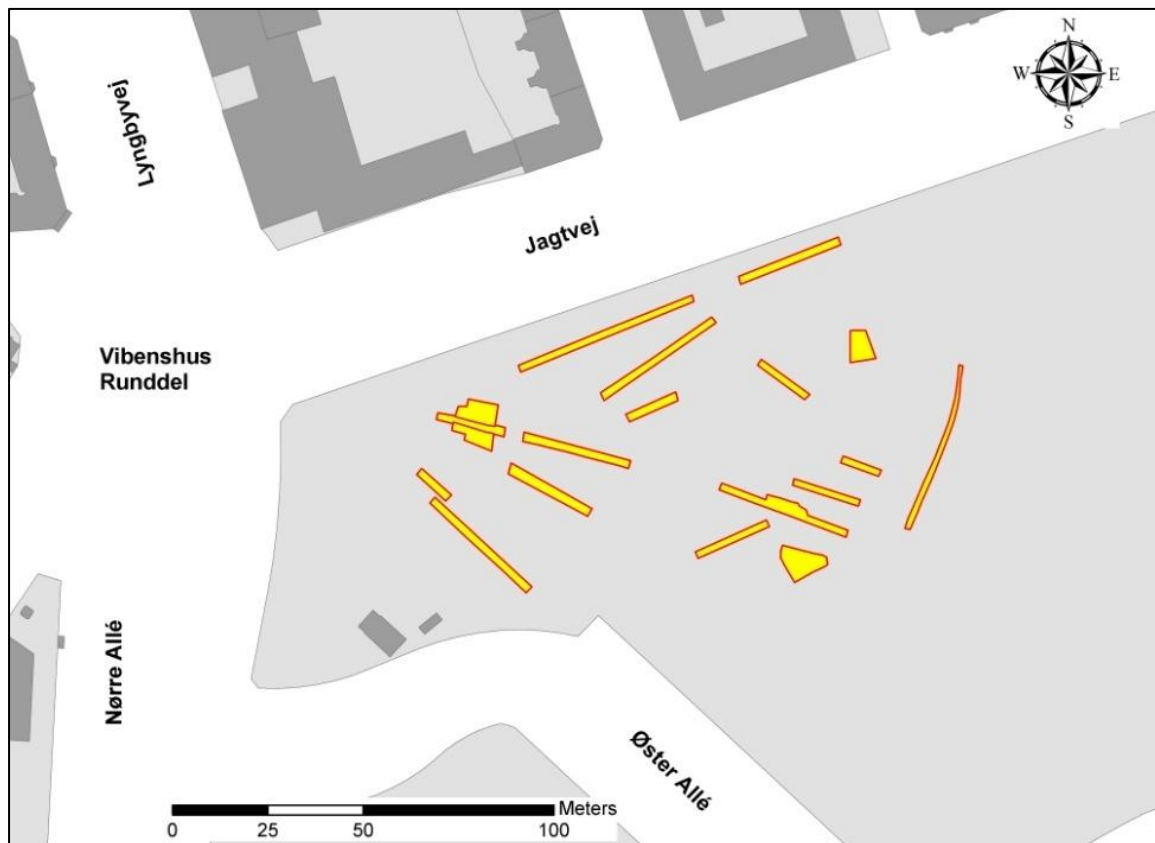 N
W E
S
Lyngbyvej
Jagtvej
Vibenshus
Runddel
Nørre Allé
Øster Allé
Meters
0 25 50 100